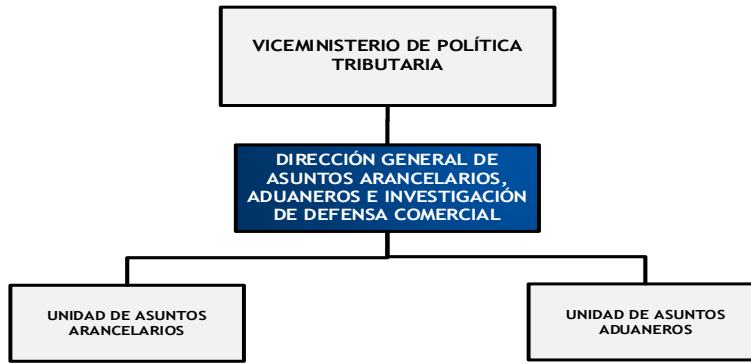 VICEMINISTERIO DE POLÍTICA
TRIBUTARIA
DIRECCIÓN GENERAL DE
ASUNTOS ARANCELARIOS,
ADUANEROS E INVESTIGACIÓN
DE DEFENSA COMERCIAL
UNIDAD DE ASUNTOS
ARANCELARIOS
UNIDAD DE ASUNTOS
ADUANEROS